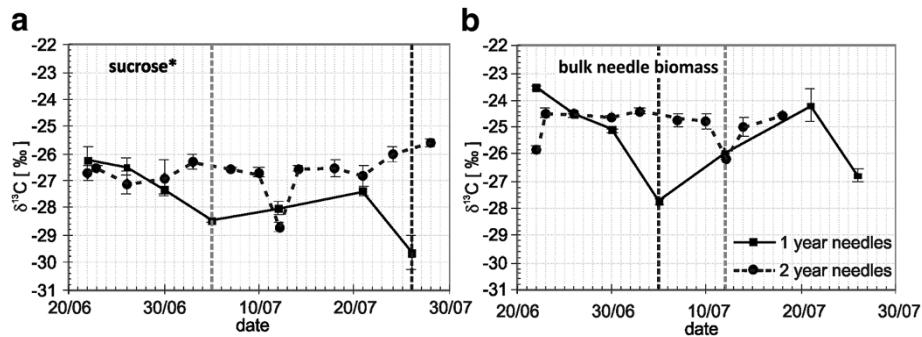 a
-22
-23
-24
-25
-26
-27
-28
-29
-30
-31
δ¹³C [ ‰ ]
sucrose*
20/06 30/06 10/07 20/07 30/07
date
b
-22
-23
-24
-25
-26
-27
-28
-29
-30
-31
δ¹³C [ ‰ ]
bulk needle biomass
1 year needles
2 year needles
20/06 30/06 10/07 20/07 30/07
date